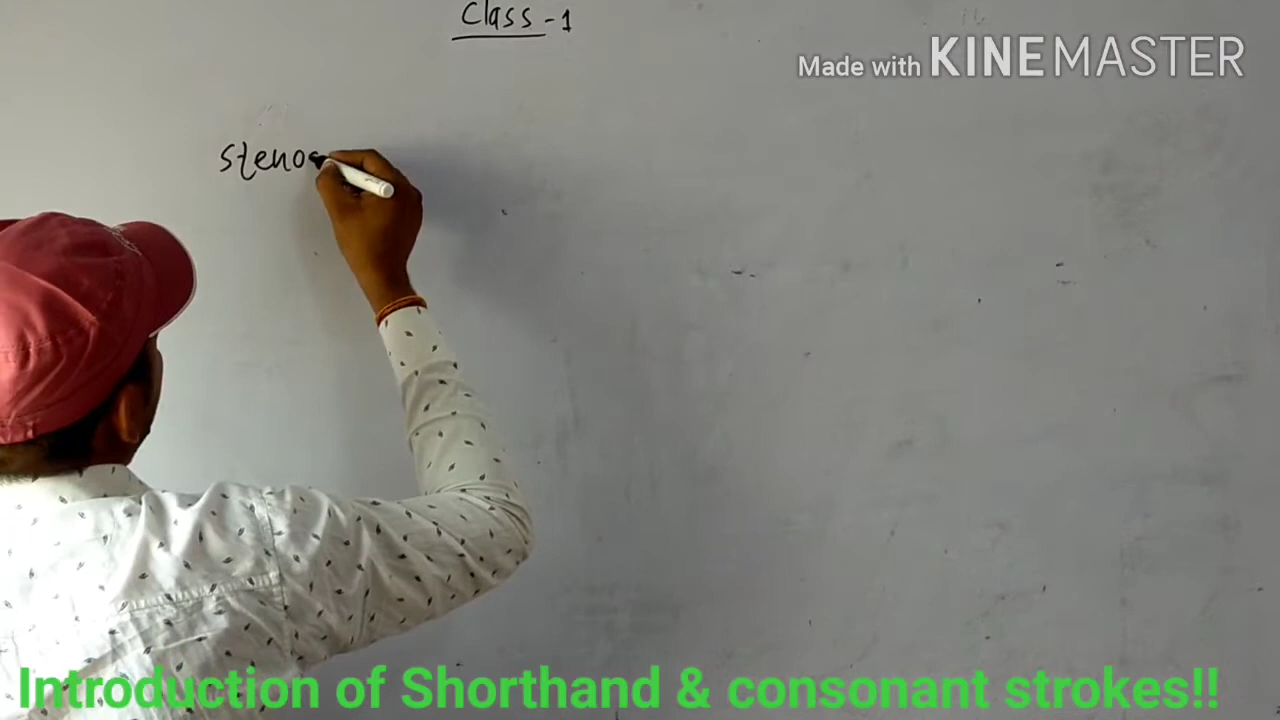 Class - 1
Made with KINEMASTER
steno
Introduction of Shorthand & consonant strokes!!